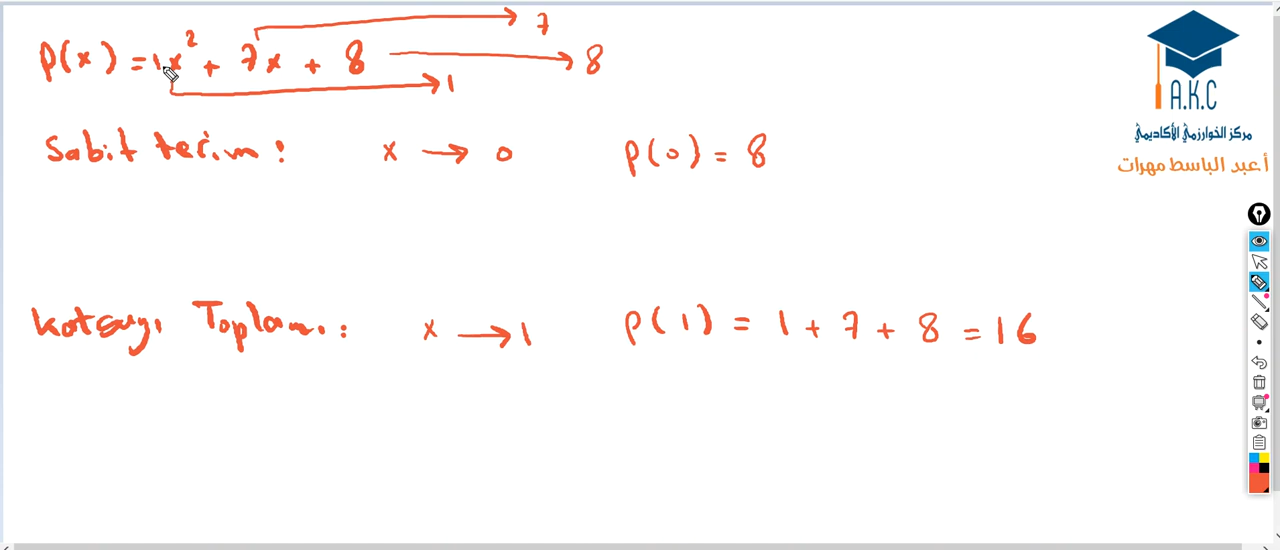 7
P(x) = 1x² + 7x + 8 → 8
1
Sabit terim : x → 0 P(0) = 8
Katsayı Toplamı : x → 1 P(1) = 1 + 7 + 8 = 16
A.K.C
مركز الخوارزمي الأكاديمي
أ عبد الباسط مهرات